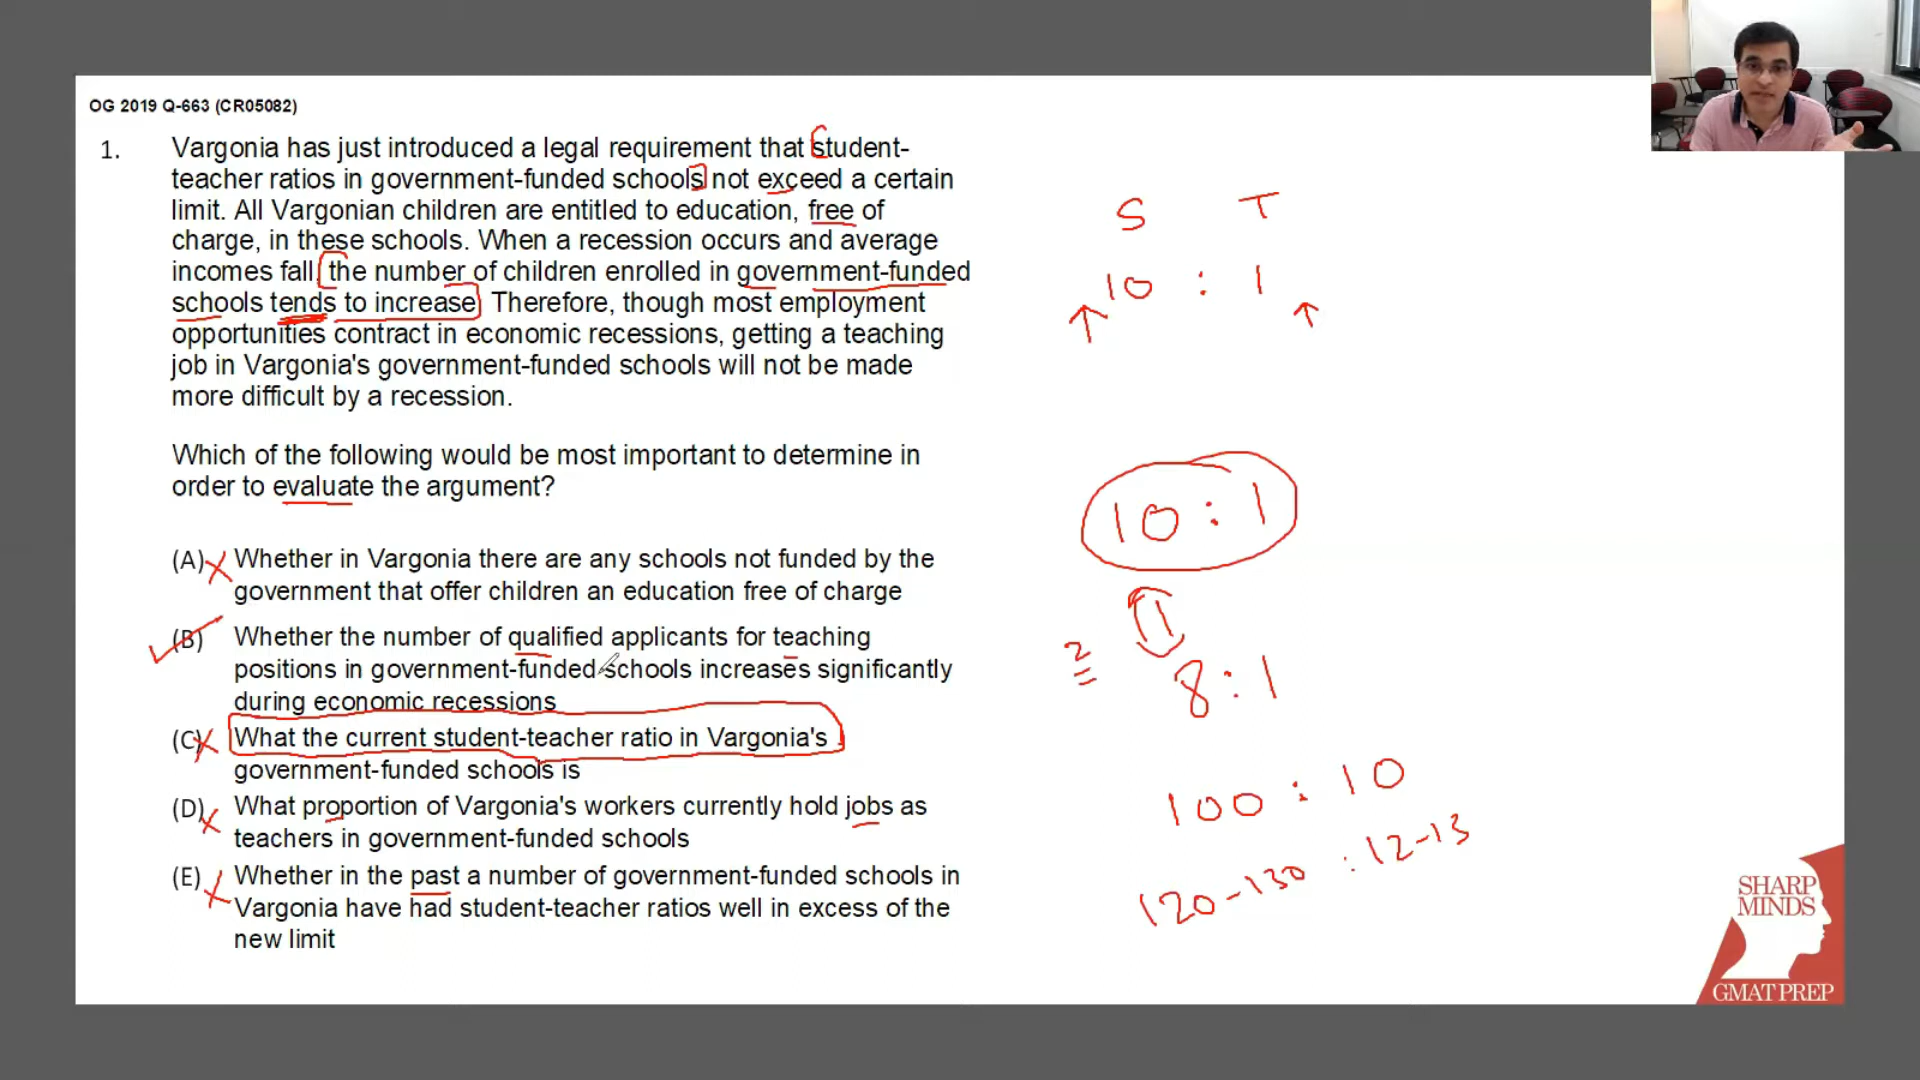 OG 2019 Q-663 (CR05082)
1. Vargonia has just introduced a legal requirement that student-
teacher ratios in government-funded schools not exceed a certain
limit. All Vargonian children are entitled to education, free of
charge, in these schools. When a recession occurs and average
incomes fall, the number of children enrolled in government-funded
schools tends to increase. Therefore, though most employment
opportunities contract in economic recessions, getting a teaching
job in Vargonia's government-funded schools will not be made
more difficult by a recession.
Which of the following would be most important to determine in
order to evaluate the argument?
(A) Whether in Vargonia there are any schools not funded by the
government that offer children an education free of charge
(B) Whether the number of qualified applicants for teaching
positions in government-funded schools increases significantly
during economic recessions
(C) What the current student-teacher ratio in Vargonia's
government-funded schools is
(D) What proportion of Vargonia's workers currently hold jobs as
teachers in government-funded schools
(E) Whether in the past a number of government-funded schools in
Vargonia have had student-teacher ratios well in excess of the
new limit
S T
10 : 1
10 : 1
2
8 : 1
100 : 10
120-130 : 12-13
SHARP
MINDS
GMAT PREP